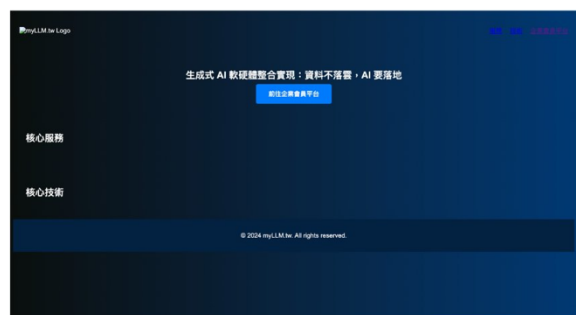 myLLM.tw Logo
生成式 AI 軟硬體整合實現：資料不落雲，AI 要落地
前往企業會員平台
核心服務
核心技術
© 2024 myLLM.tw. All rights reserved.